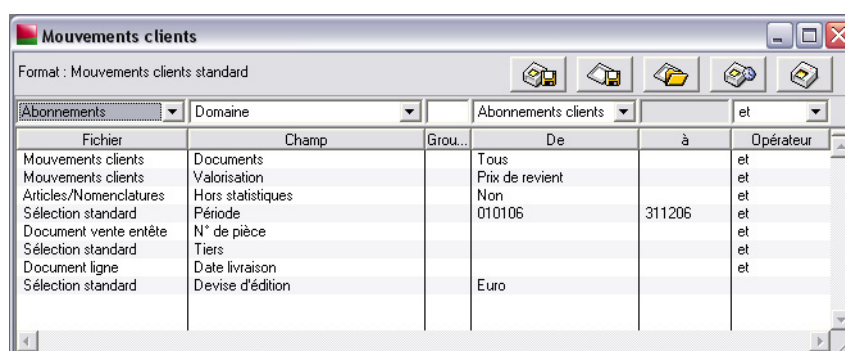 Mouvements clients
Format : Mouvements clients standard
Abonnements Domaine Abonnements clients et
Fichier Champ Grou... De à Opérateur
Mouvements clients Documents Tous et
Mouvements clients Valorisation Prix de revient et
Articles/Nomenclatures Hors statistiques Non et
Sélection standard Période 010106 311206 et
Document vente entête N° de pièce et
Sélection standard Tiers et
Document ligne Date livraison et
Sélection standard Devise d'édition Euro